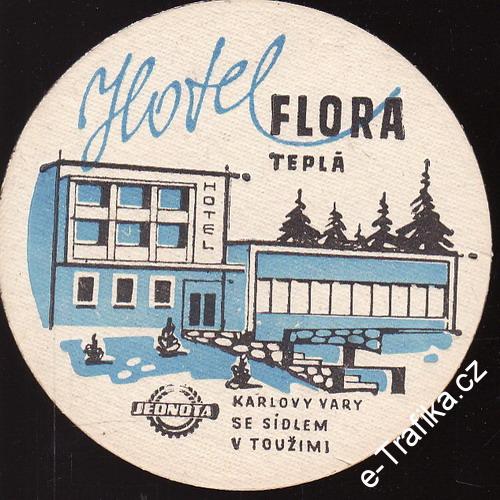 Hotel
FLORA
TEPLÁ
HOTEL
JEDNOTA
KARLOVY VARY
SE SÍDLEM
V TOUŽIMI
e-Trafika.cz